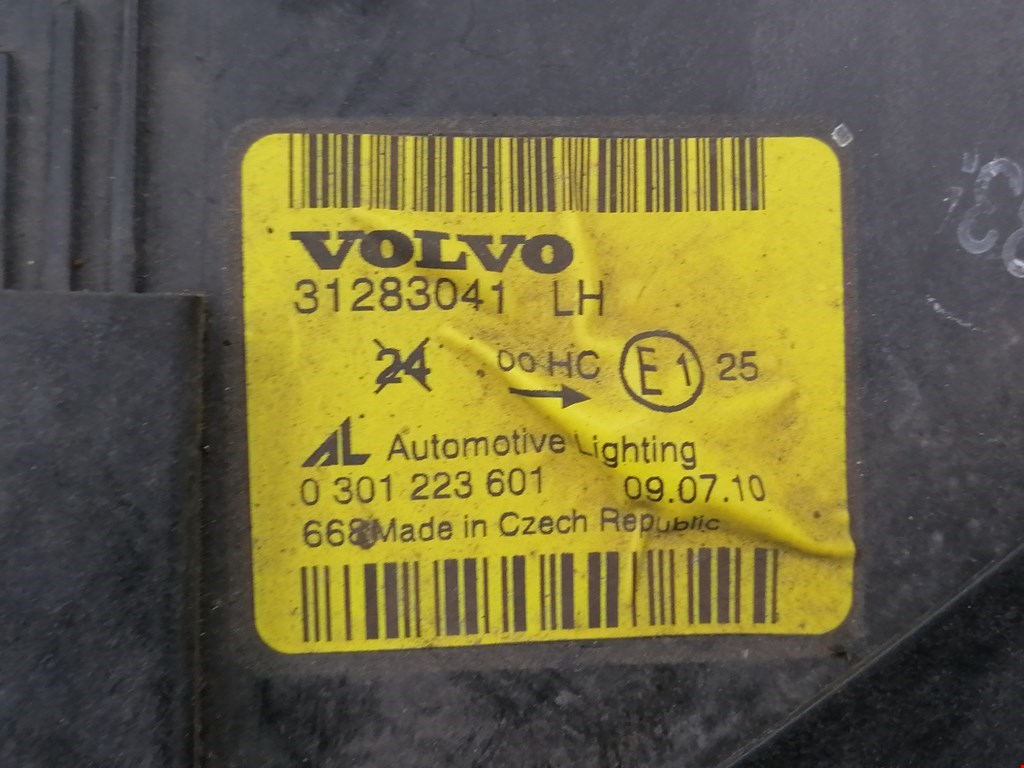 VOLVO
31283041 LH
24 00 HC E1 25
AL Automotive Lighting
0 301 223 601 09.07.10
668 Made in Czech Republic